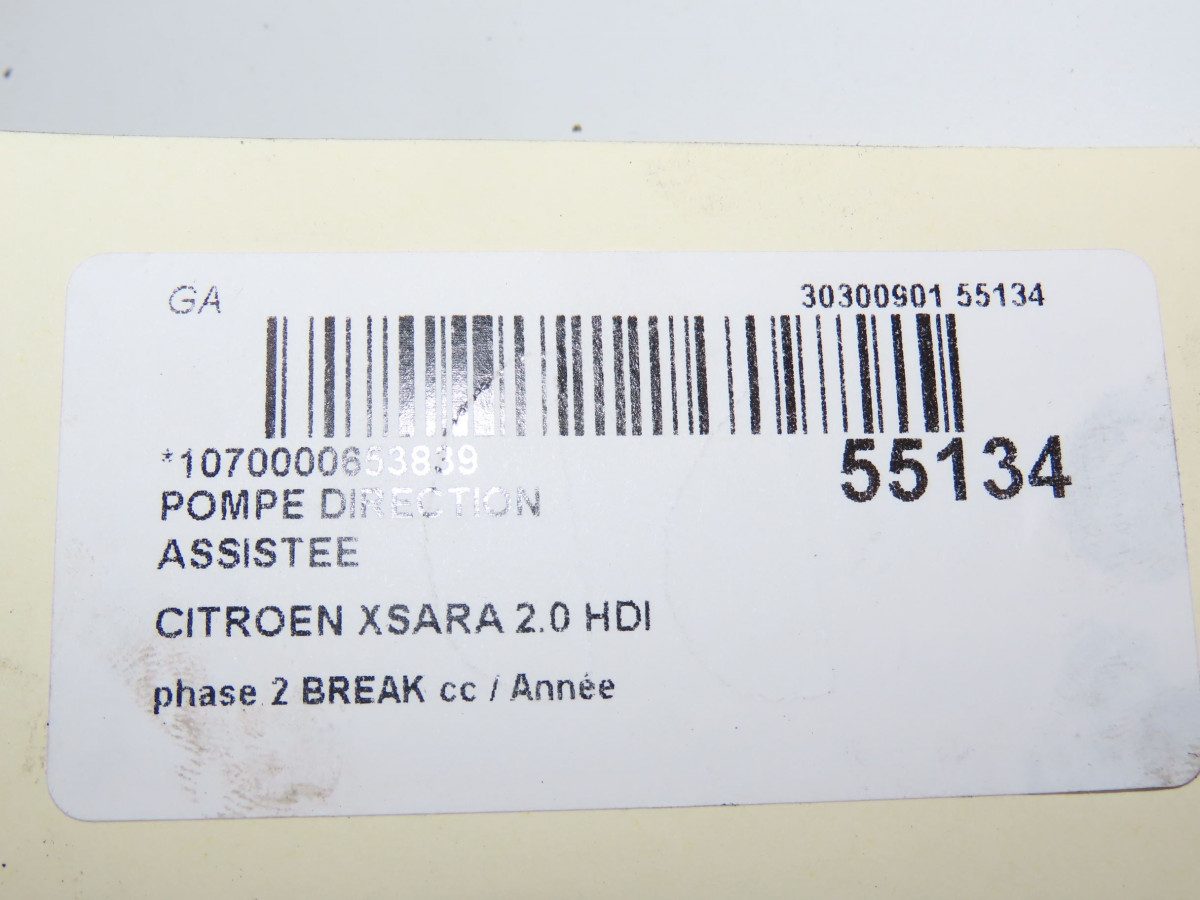 GA 30300901 55134
*1070000653839 55134
POMPE DIRECTION
ASSISTEE
CITROEN XSARA 2.0 HDI
phase 2 BREAK cc / Année